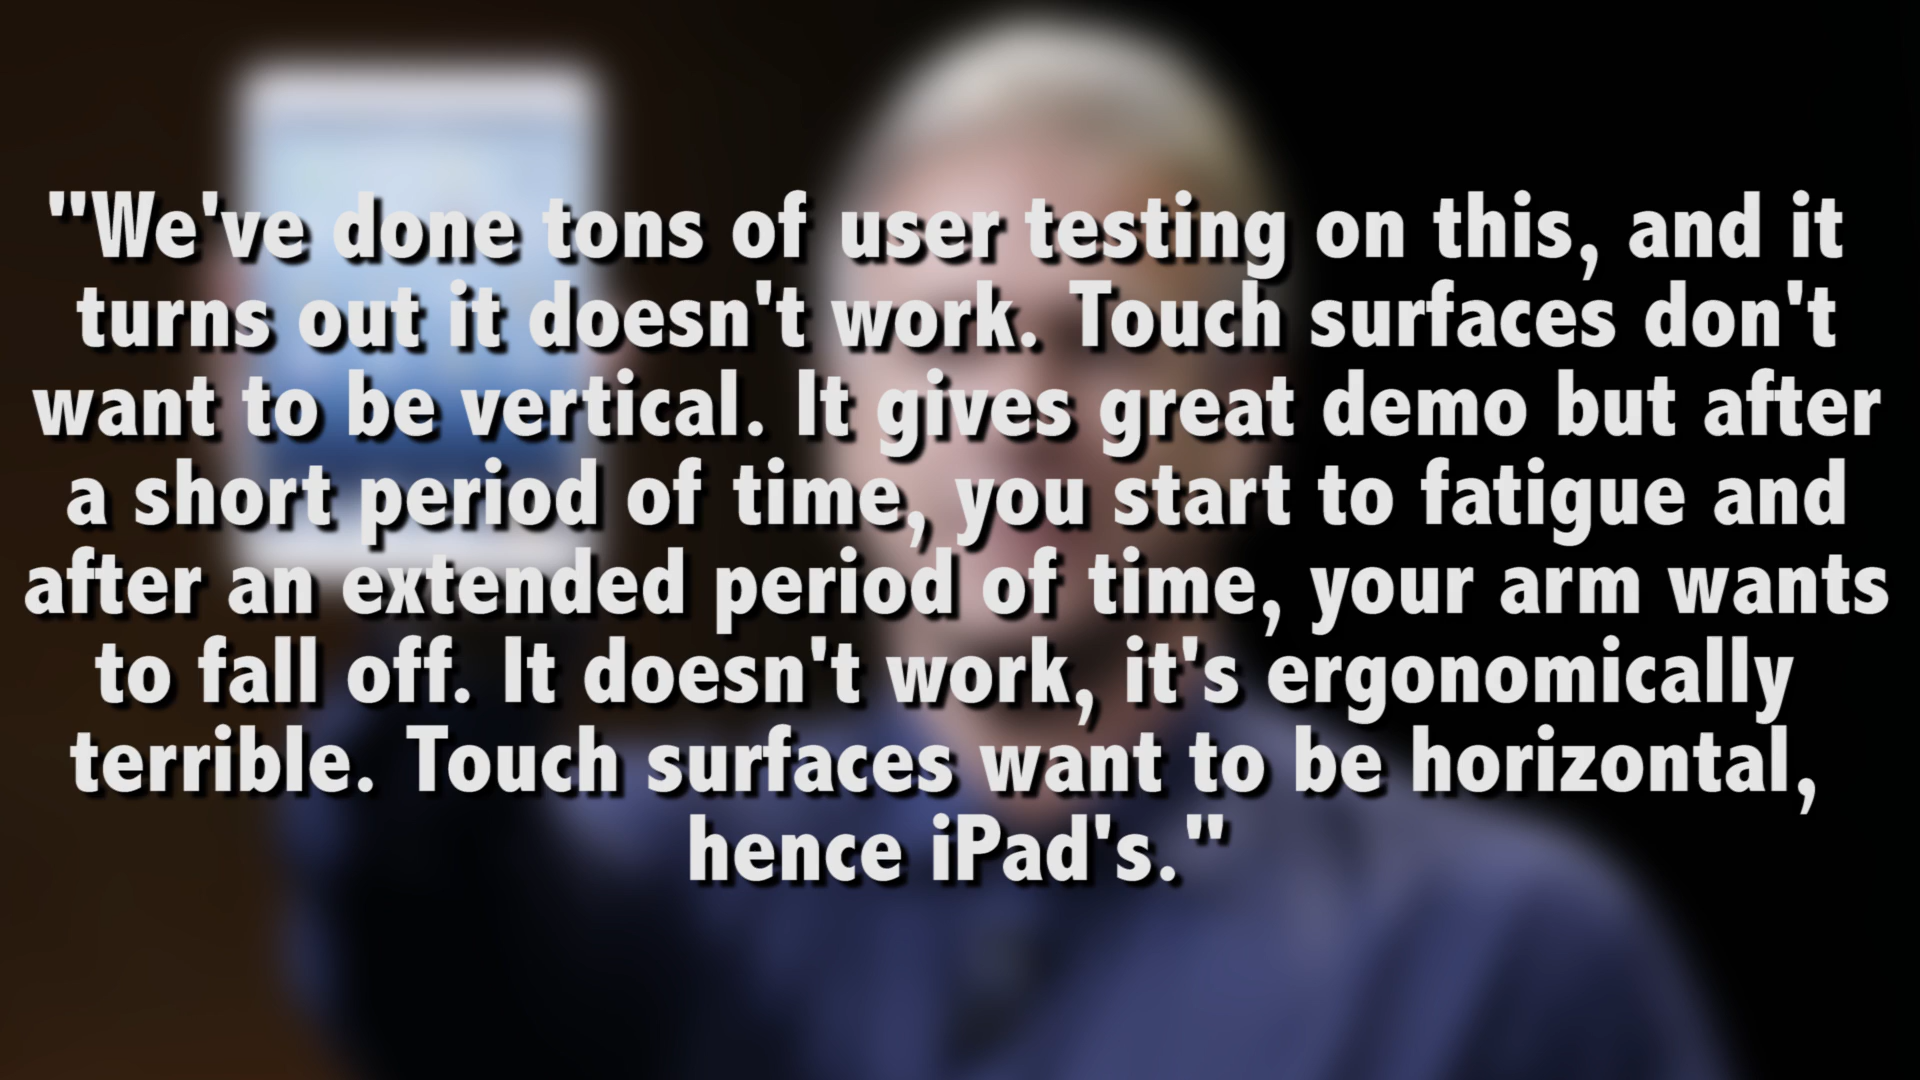 "We've done tons of user testing on this, and it
turns out it doesn't work. Touch surfaces don't
want to be vertical. It gives great demo but after
a short period of time, you start to fatigue and
after an extended period of time, your arm wants
to fall off. It doesn't work, it's ergonomically
terrible. Touch surfaces want to be horizontal,
hence iPad's."